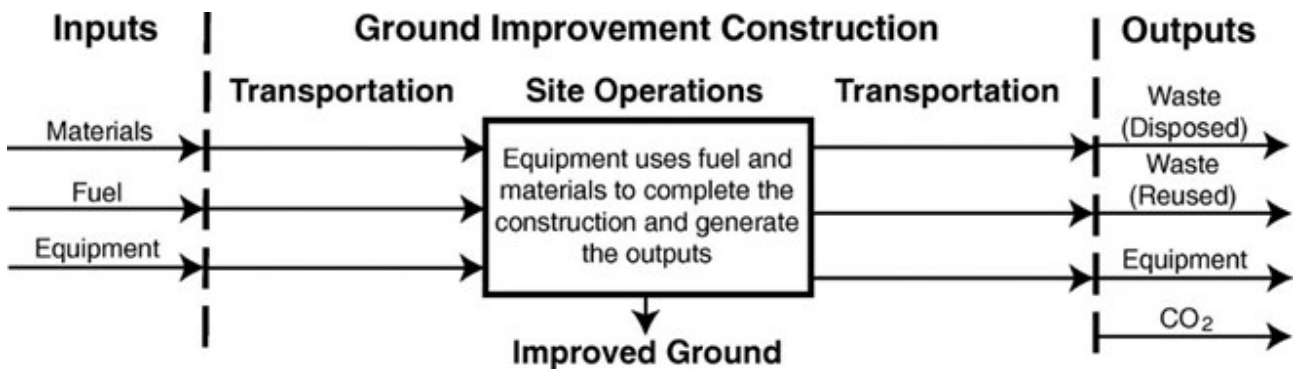 Inputs
Ground Improvement Construction
Outputs
Transportation
Site Operations
Transportation
Materials
Fuel
Equipment
Equipment uses fuel and
materials to complete the
construction and generate
the outputs
Improved Ground
Waste
(Disposed)
Waste
(Reused)
Equipment
CO₂